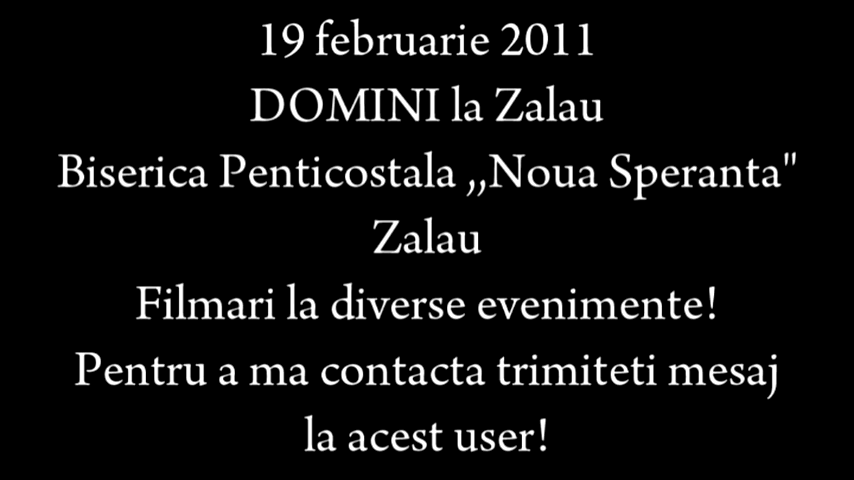 19 februarie 2011
DOMINI la Zalau
Biserica Penticostala ,,Noua Speranta"
Zalau
Filmari la diverse evenimente!
Pentru a ma contacta trimiteti mesaj
la acest user!